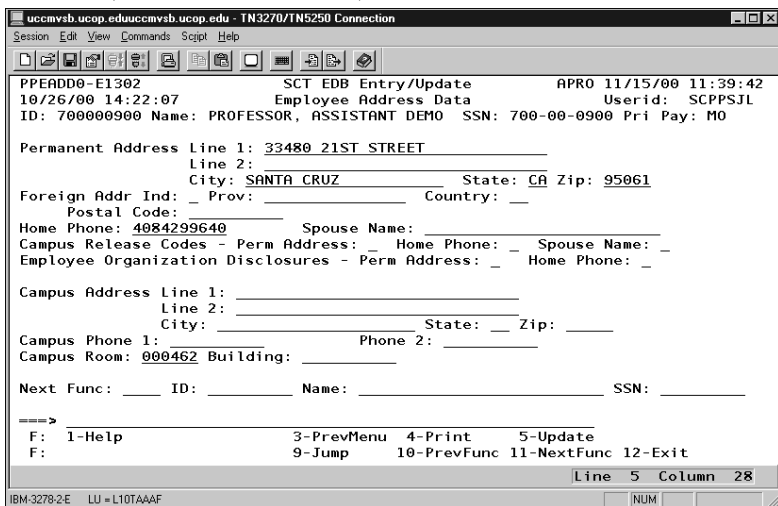 uccmvsb.ucop.eduuccmvsb.ucop.edu - TN3270/TN5250 Connection
Session Edit View Commands Script Help
PPEADD0-E1302 SCT EDB Entry/Update APRO 11/15/00 11:39:42
10/26/00 14:22:07 Employee Address Data Userid: SCPPSJL
ID: 700000900 Name: PROFESSOR, ASSISTANT DEMO SSN: 700-00-0900 Pri Pay: MO
Permanent Address Line 1: 33480 21ST STREET
Line 2:
City: SANTA CRUZ State: CA Zip: 95061
Foreign Addr Ind: _ Prov: Country: __
Postal Code:
Home Phone: 4084299640 Spouse Name:
Campus Release Codes - Perm Address: _ Home Phone: _ Spouse Name: _
Employee Organization Disclosures - Perm Address: _ Home Phone: _
Campus Address Line 1:
Line 2:
City: State: __ Zip:
Campus Phone 1: Phone 2:
Campus Room: 000462 Building:
Next Func: ID: Name: SSN:
===>
F: 1-Help 3-PrevMenu 4-Print 5-Update
F: 9-Jump 10-PrevFunc 11-NextFunc 12-Exit
Line 5 Column 28
IBM-3278-2-E LU = L10TAAAF NUM